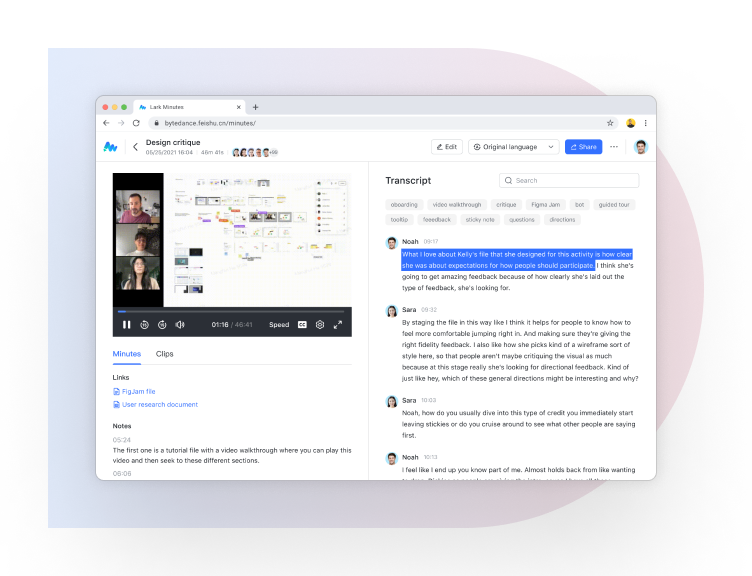 Lark Minutes
bytedance.feishu.cn/minutes/
Design critique
05/25/2021 16:04 46m 41s
+99
Edit
Original language
Share
01:16 / 46:41 Speed CC
Minutes Clips
Links
FigJam file
User research document
Notes
05:24
The first one is a tutorial file with a video walkthrough where you can play this
video and then seek to these different sections.
06:06
Transcript
Search
oboarding video walkthrough critique Figma Jam bot guided tour
tooltip feeedback sticky note questions directions
Noah 09:17
What I love about Kelly's file that she designed for this activity is how clear
she was about expectations for how people should participate. I think she's
going to get amazing feedback because of how clearly she's laid out the
type of feedback, she's looking for.
Sara 09:32
By staging the file in this way like I think it helps for people to know how to
feel more comfortable jumping right in. And making sure they're giving the
right fidelity feedback. I also like how she picks kind of a wireframe sort of
style here, so that people aren't maybe critiquing the visual as much
because at this stage really she's looking for directional feedback. Kind of
just like hey, which of these general directions might be interesting and why?
Sara 10:03
Noah, how do you usually dive into this type of credit you immediately start
leaving stickies or do you cruise around to see what other people are saying
first.
Noah 10:13
I feel like I end up you know part of me. Almost holds back from like wanting